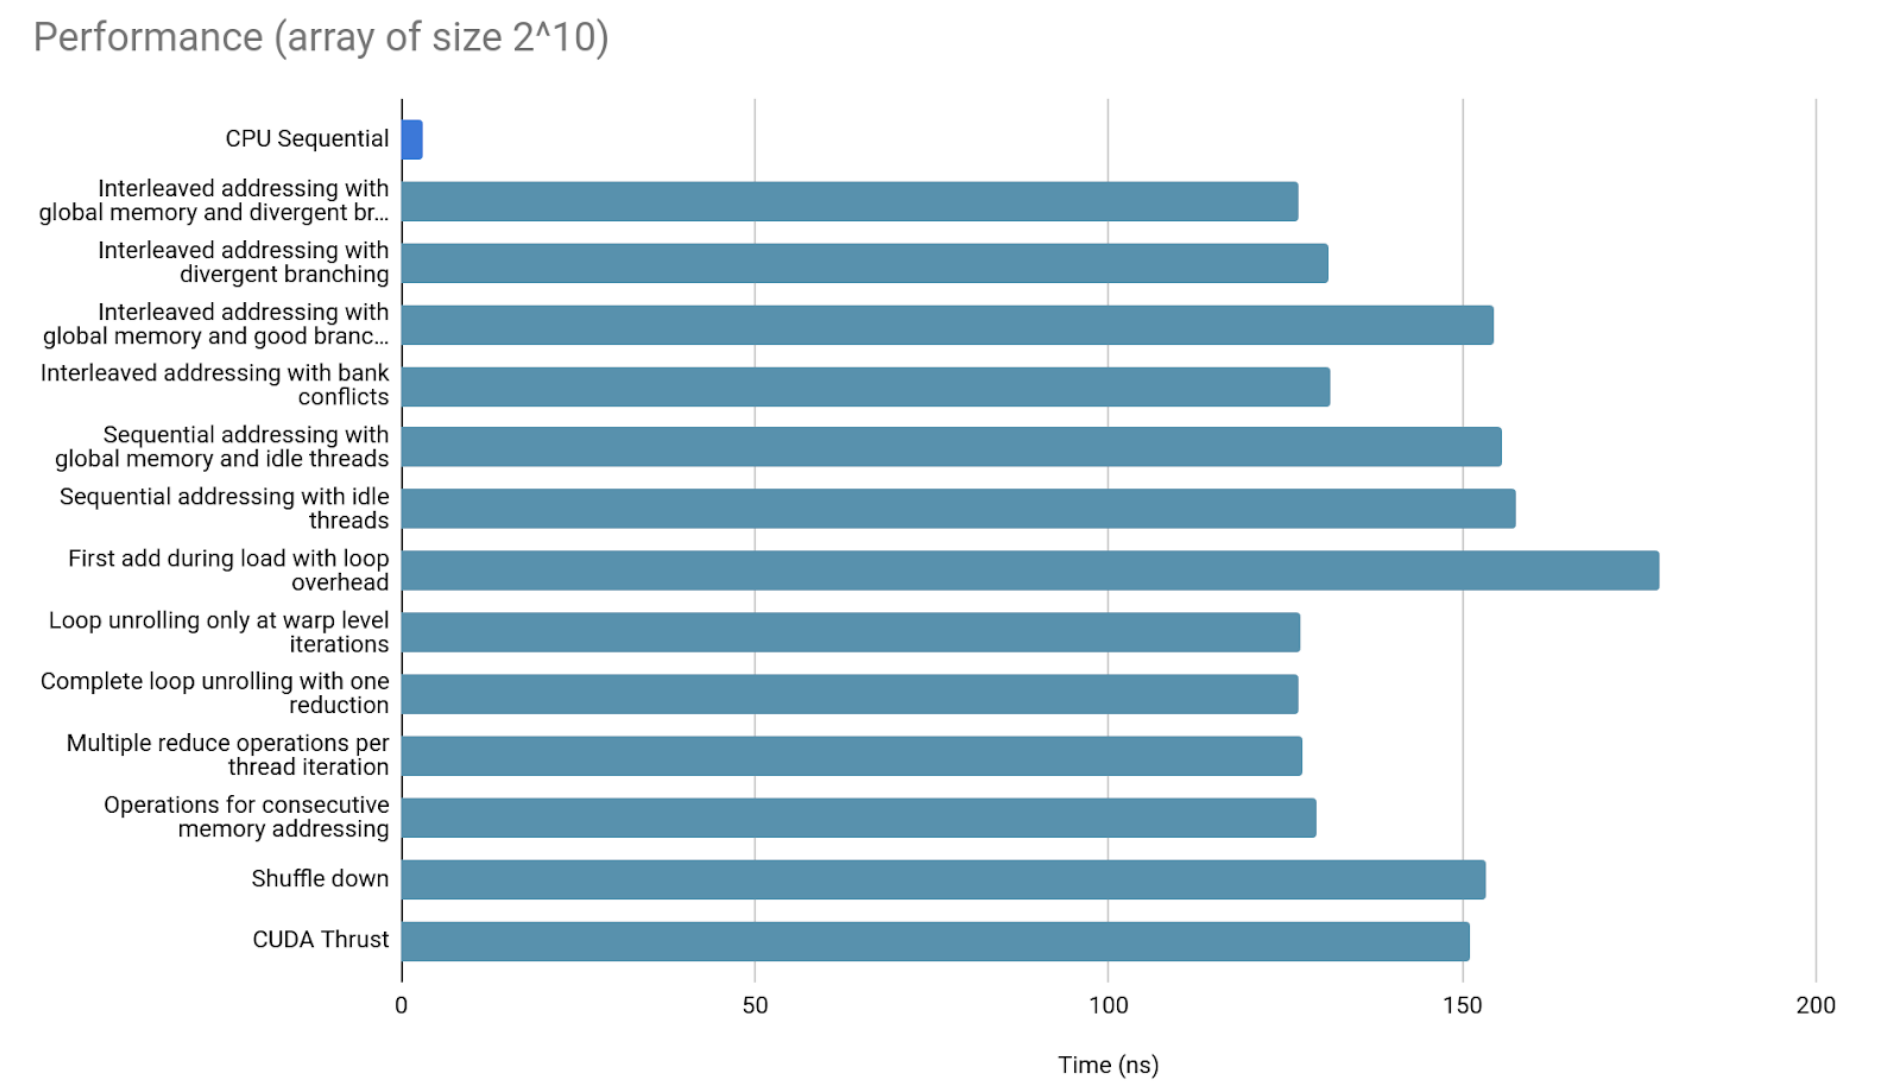 Performance (array of size 2^10)
CPU Sequential
Interleaved addressing with
global memory and divergent br...
Interleaved addressing with
divergent branching
Interleaved addressing with
global memory and good branc...
Interleaved addressing with bank
conflicts
Sequential addressing with
global memory and idle threads
Sequential addressing with idle
threads
First add during load with loop
overhead
Loop unrolling only at warp level
iterations
Complete loop unrolling with one
reduction
Multiple reduce operations per
thread iteration
Operations for consecutive
memory addressing
Shuffle down
CUDA Thrust
0 50 100 150 200
Time (ns)